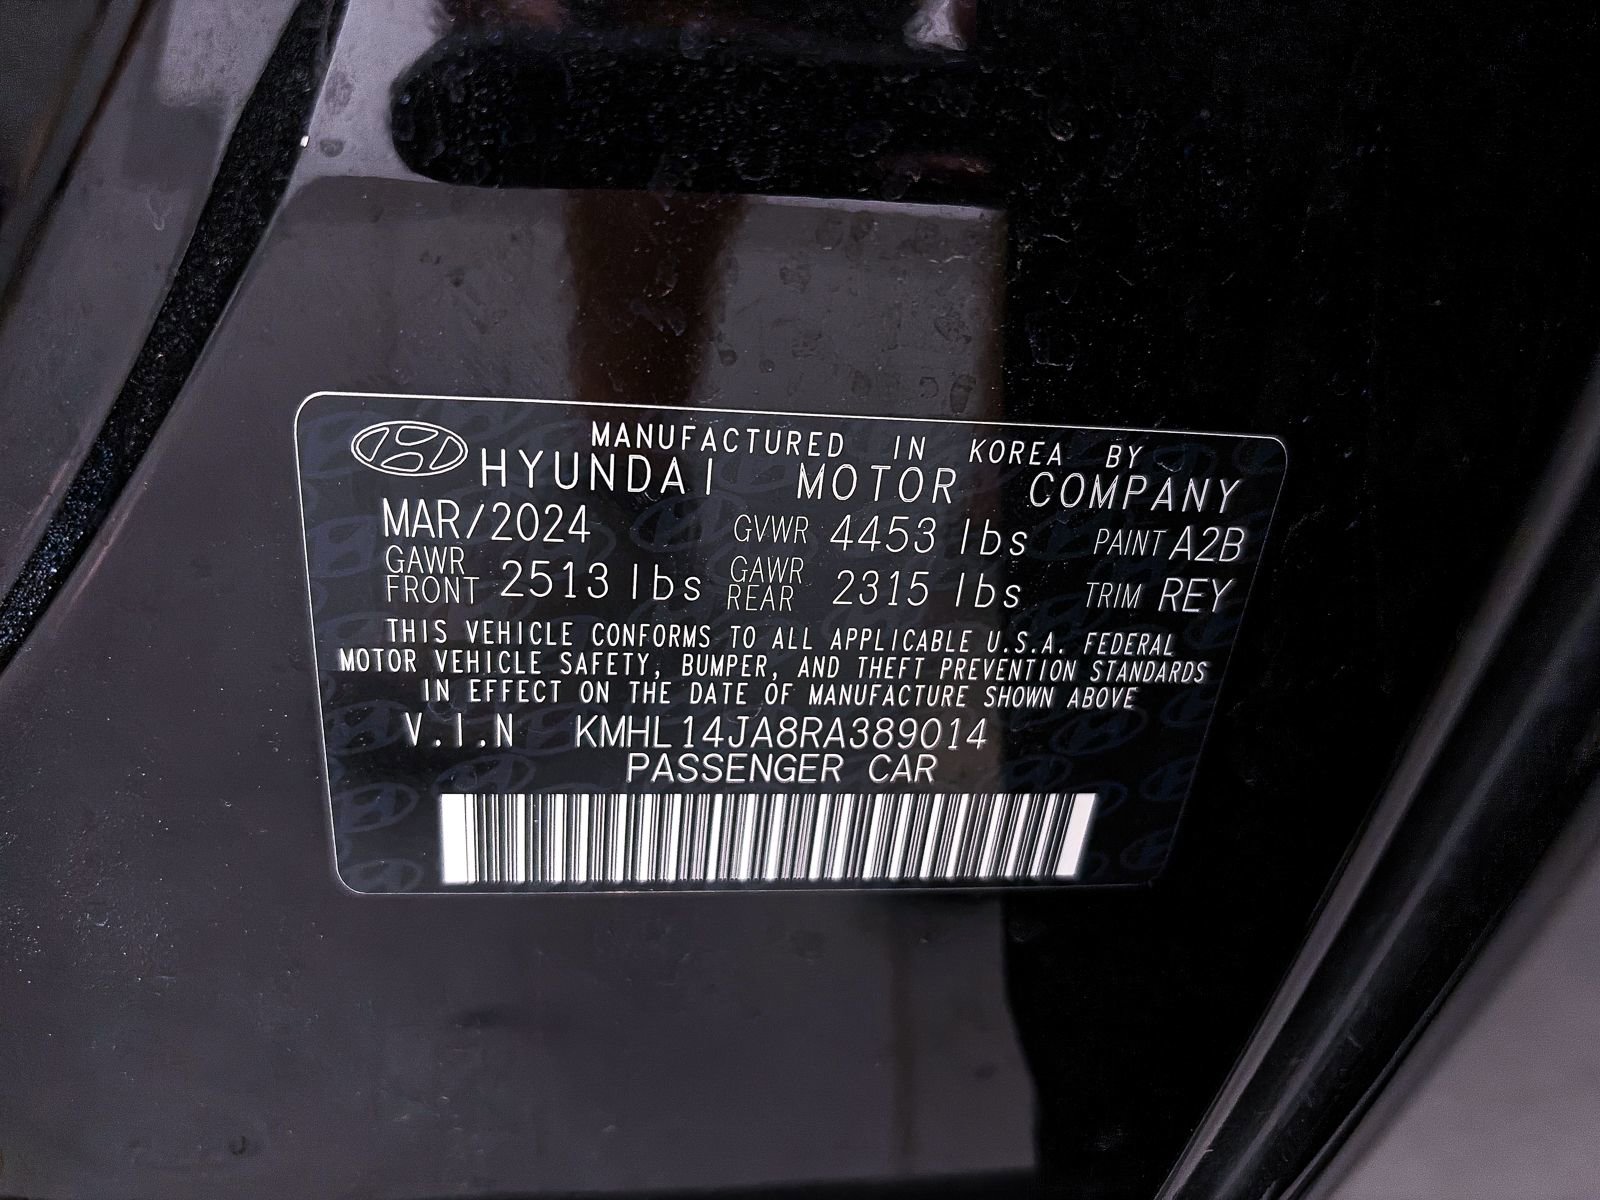 MANUFACTURED IN KOREA BY
HYUNDAI MOTOR COMPANY
MAR/2024 GVWR 4453 lbs PAINT A2B
GAWR FRONT 2513 lbs GAWR REAR 2315 lbs TRIM REY
THIS VEHICLE CONFORMS TO ALL APPLICABLE U.S.A. FEDERAL
MOTOR VEHICLE SAFETY, BUMPER, AND THEFT PREVENTION STANDARDS
IN EFFECT ON THE DATE OF MANUFACTURE SHOWN ABOVE
V.I.N KMHL14JA8RA389014
PASSENGER CAR